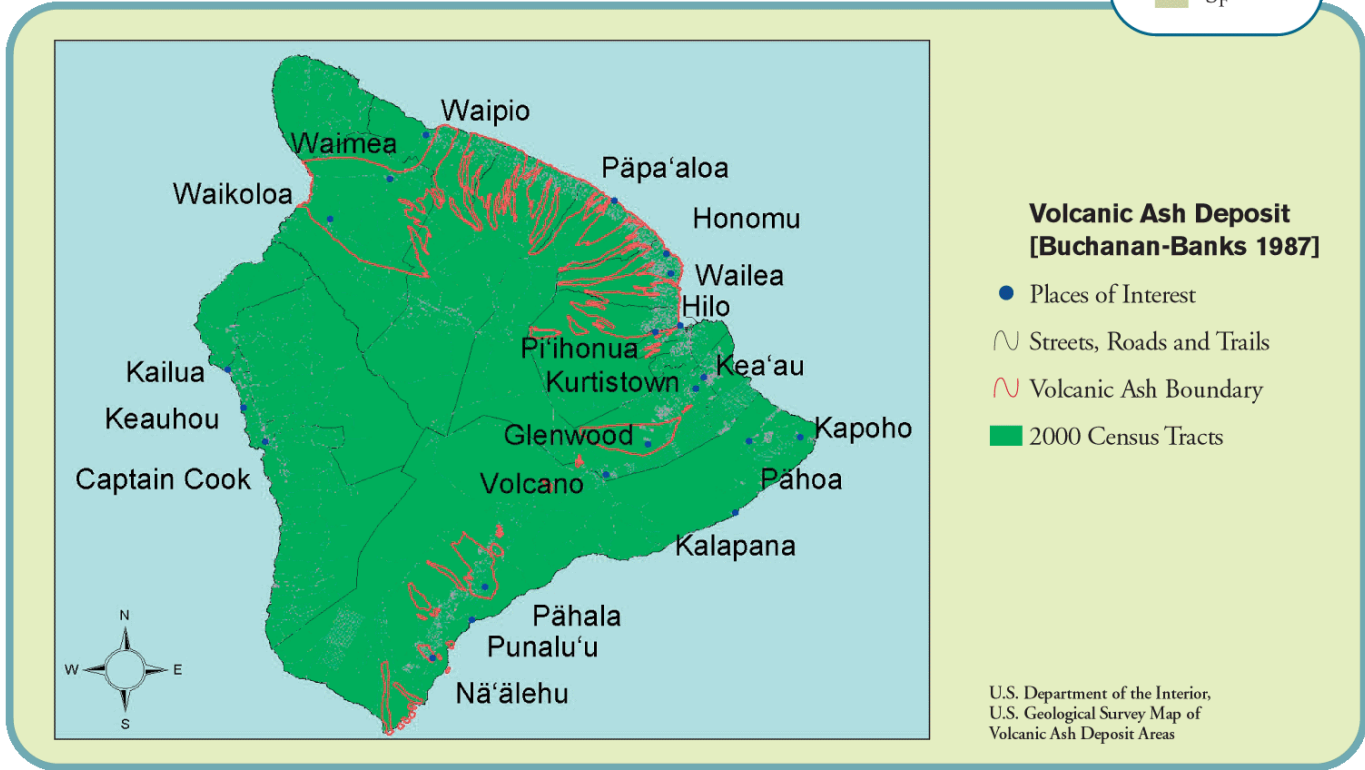 Waipio
Waimea
Päpa‘aloa
Waikoloa
Honomu
Wailea
Hilo
Pi‘ihonua
Kea‘au
Kailua
Kurtistown
Keauhou
Glenwood
Kapoho
Captain Cook
Volcano
Pähoa
Kalapana
Pähala
Punalu‘u
Nä‘älehu
N
W
E
S
Volcanic Ash Deposit
[Buchanan-Banks 1987]
Places of Interest
Streets, Roads and Trails
Volcanic Ash Boundary
2000 Census Tracts
U.S. Department of the Interior,
U.S. Geological Survey Map of
Volcanic Ash Deposit Areas